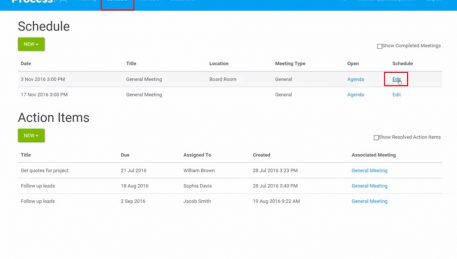 Process
Schedule
NEW +
Show Completed Meetings
Date Title Location Meeting Type Open Schedule
3 Nov 2016 3:00 PM General Meeting Board Room General Agenda Edit
17 Nov 2016 3:00 PM General Meeting General Agenda Edit
Action Items
NEW +
Show Resolved Action Items
Title Due Assigned To Created Associated Meeting
Get quotes for project 21 Jul 2016 William Brown 28 Jul 2016 3:23 PM General Meeting
Follow up leads 18 Aug 2016 Sophis Davis 28 Jul 2016 3:43 PM General Meeting
Follow up leads 2 Sep 2016 Jacob Smith 19 Aug 2016 9:22 AM General Meeting